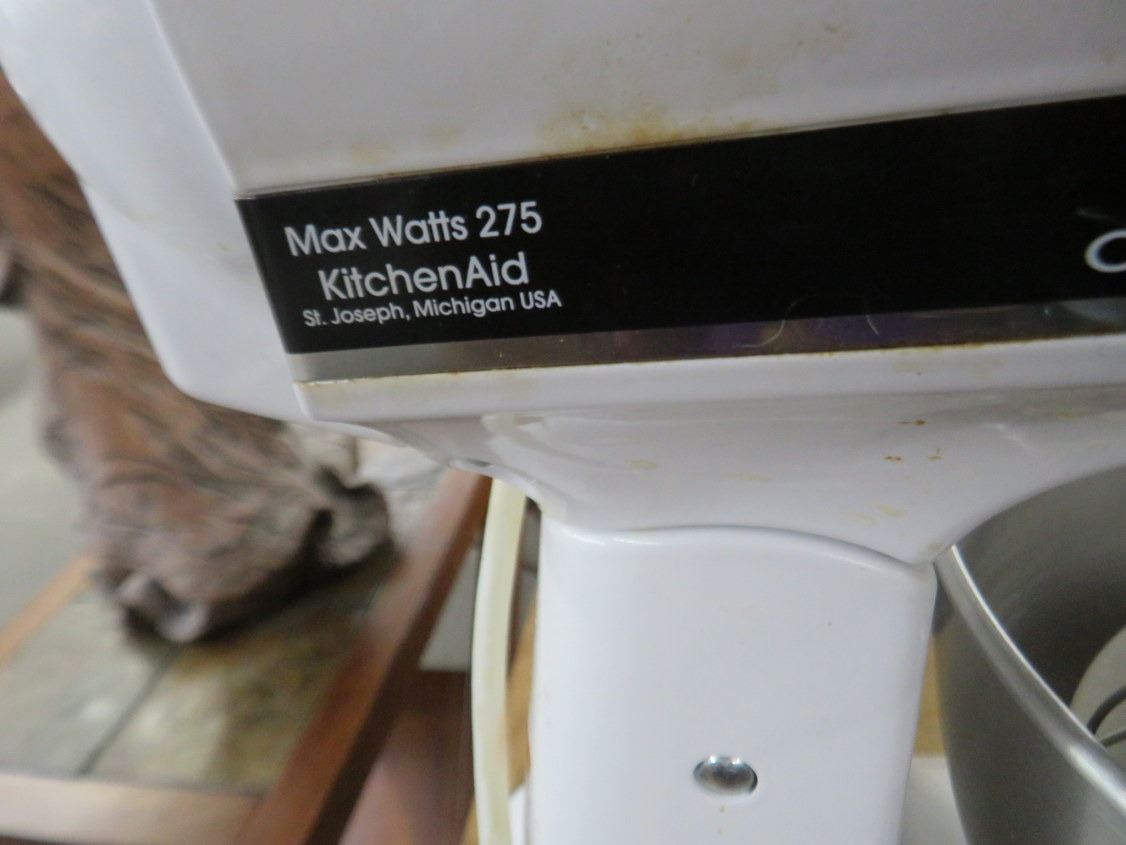 Max Watts 275
KitchenAid
St. Joseph, Michigan USA